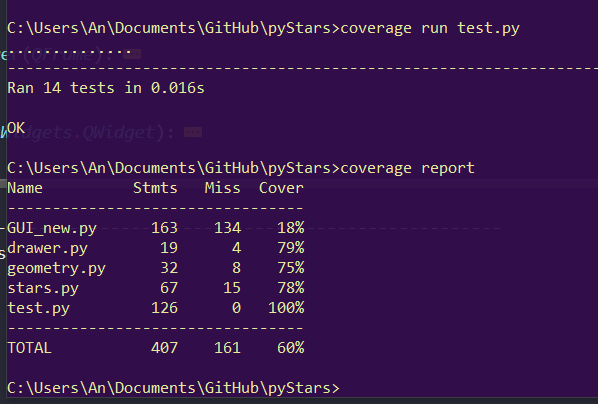 C:\Users\An\Documents\GitHub\pyStars>coverage run test.py
..............
----------------------------------------------------------------------
Ran 14 tests in 0.016s
OK
Widgets.QWidget):
C:\Users\An\Documents\GitHub\pyStars>coverage report
Name Stmts Miss Cover
---------------------------------
GUI_new.py 163 134 18%
drawer.py 19 4 79%
geometry.py 32 8 75%
stars.py 67 15 78%
test.py 126 0 100%
---------------------------------
TOTAL 407 161 60%
C:\Users\An\Documents\GitHub\pyStars>